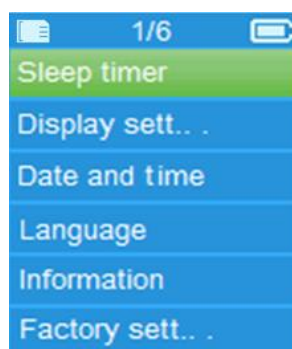 1/6
Sleep timer
Display sett.. .
Date and time
Language
Information
Factory sett.. .